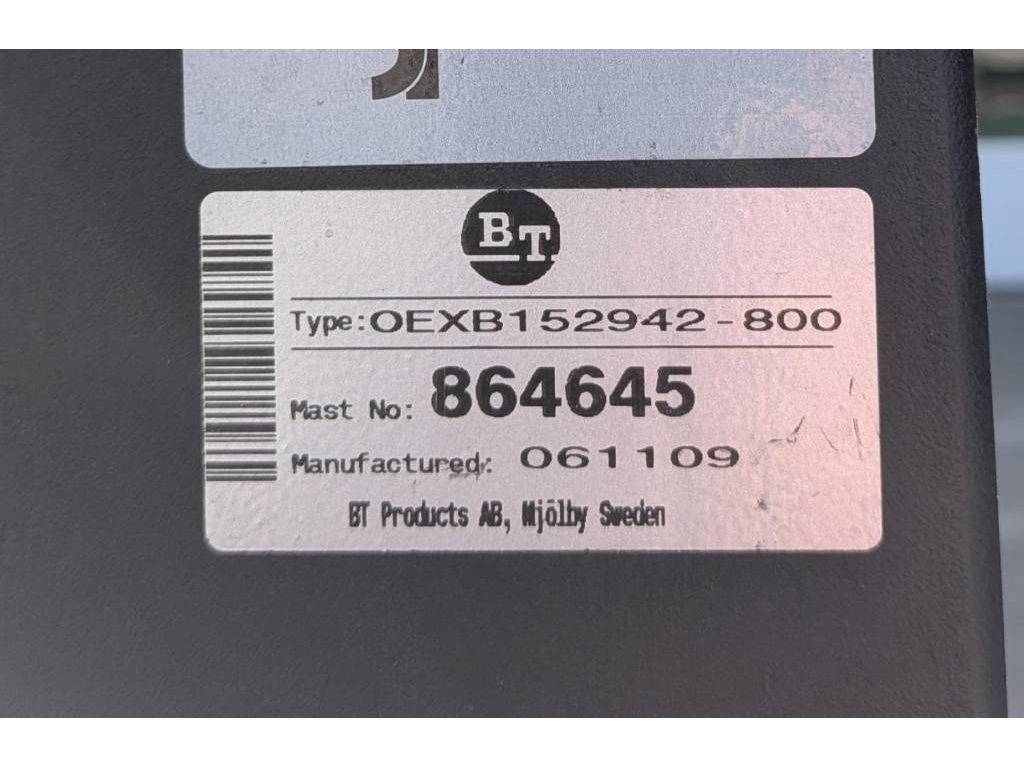 BT
Type:OEXB152942-800
Mast No: 864645
Manufactured: 061109
BT Products AB, Mjölby Sweden